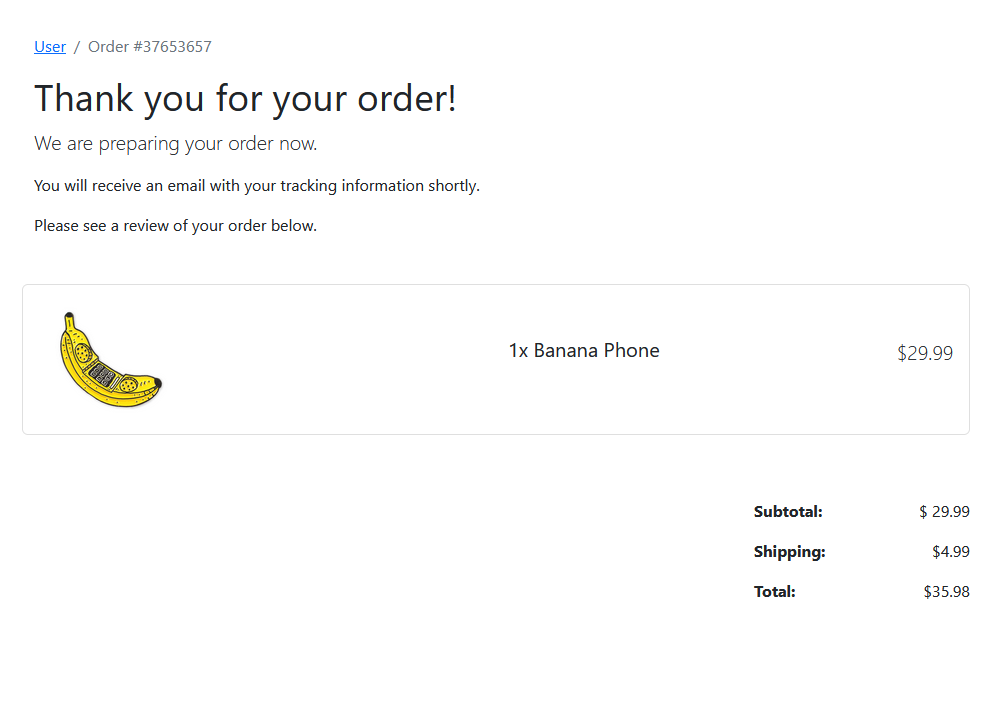 User / Order #37653657
Thank you for your order!
We are preparing your order now.
You will receive an email with your tracking information shortly.
Please see a review of your order below.
1x Banana Phone $29.99
Subtotal: $ 29.99
Shipping: $4.99
Total: $35.98